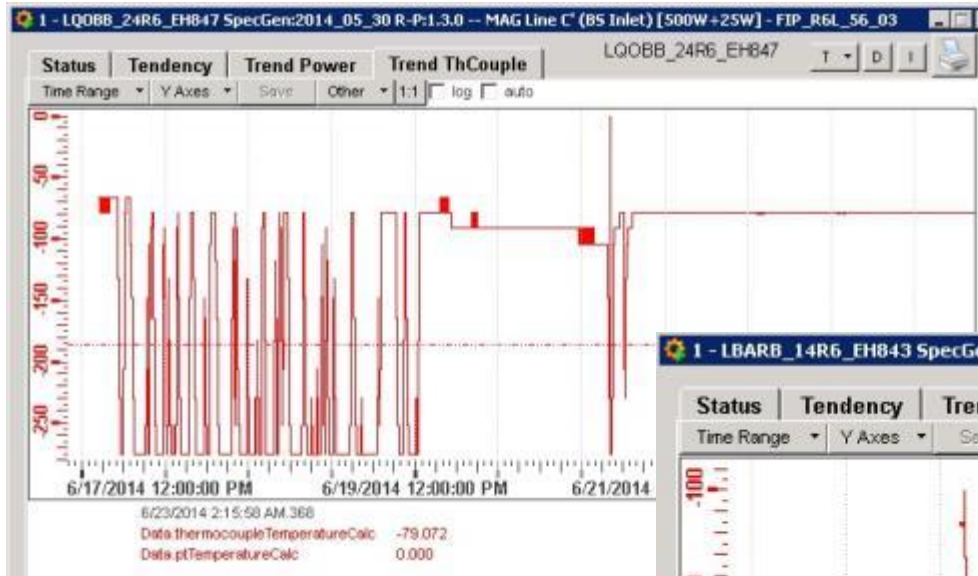 1 - LQOBB_24R6_EH847 SpecGen:2014_05_30 R-P:1.3.0 -- MAG Line C' (BS Inlet) [500W+25W] - FIP_R6L_56_03
Status Tendency Trend Power Trend ThCouple LQOBB_24R6_EH847 T D I
Time Range Y Axes Save Other 1:1 log auto
0
-50
-100
-150
-200
-250
6/17/2014 12:00:00 PM 6/19/2014 12:00:00 PM 6/21/2014
6/23/2014 2:15:58 AM.368
Data.thermocoupleTemperatureCalc -79.072
Data.ptTemperatureCalc 0.000
1 - LBARB_14R6_EH843 SpecGe
Status Tendency Tre
Time Range Y Axes Sa
-100